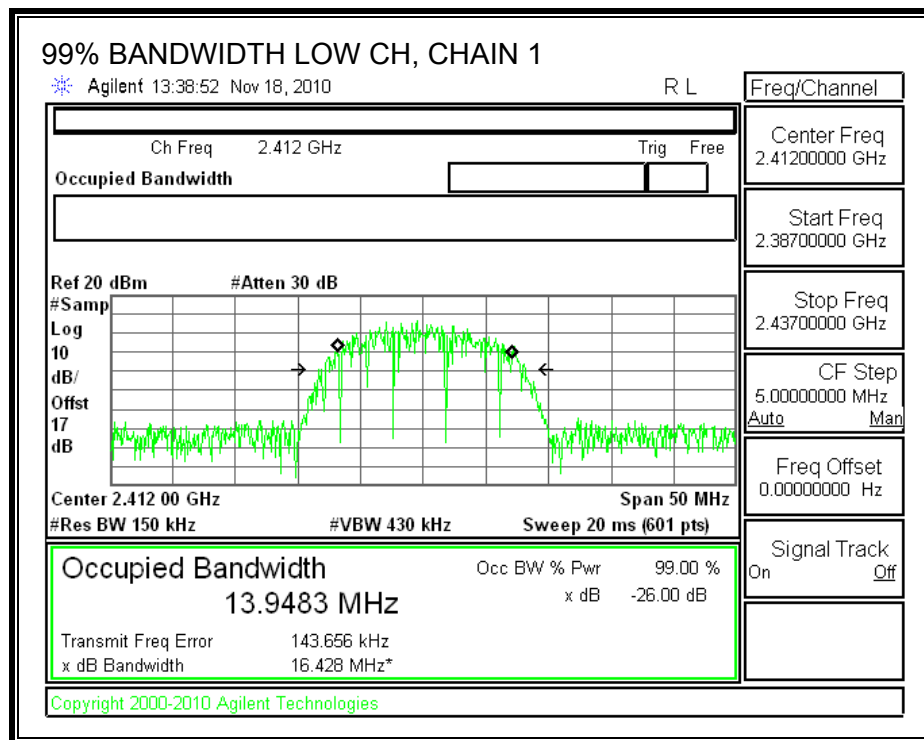 99% BANDWIDTH LOW CH, CHAIN 1
Agilent 13:38:52 Nov 18, 2010 R L
Freq/Channel
Ch Freq 2.412 GHz Trig Free
Occupied Bandwidth
Center Freq
2.41200000 GHz
Start Freq
2.38700000 GHz
Stop Freq
2.43700000 GHz
CF Step
5.00000000 MHz
Auto Man
Freq Offset
0.00000000 Hz
Signal Track
On Off
Ref 20 dBm #Atten 30 dB
#Samp
Log
10
dB/
Offst
17
dB
Center 2.412 00 GHz Span 50 MHz
#Res BW 150 kHz #VBW 430 kHz Sweep 20 ms (601 pts)
Occupied Bandwidth Occ BW % Pwr 99.00 %
13.9483 MHz x dB -26.00 dB
Transmit Freq Error 143.656 kHz
x dB Bandwidth 16.428 MHz*
Copyright 2000-2010 Agilent Technologies